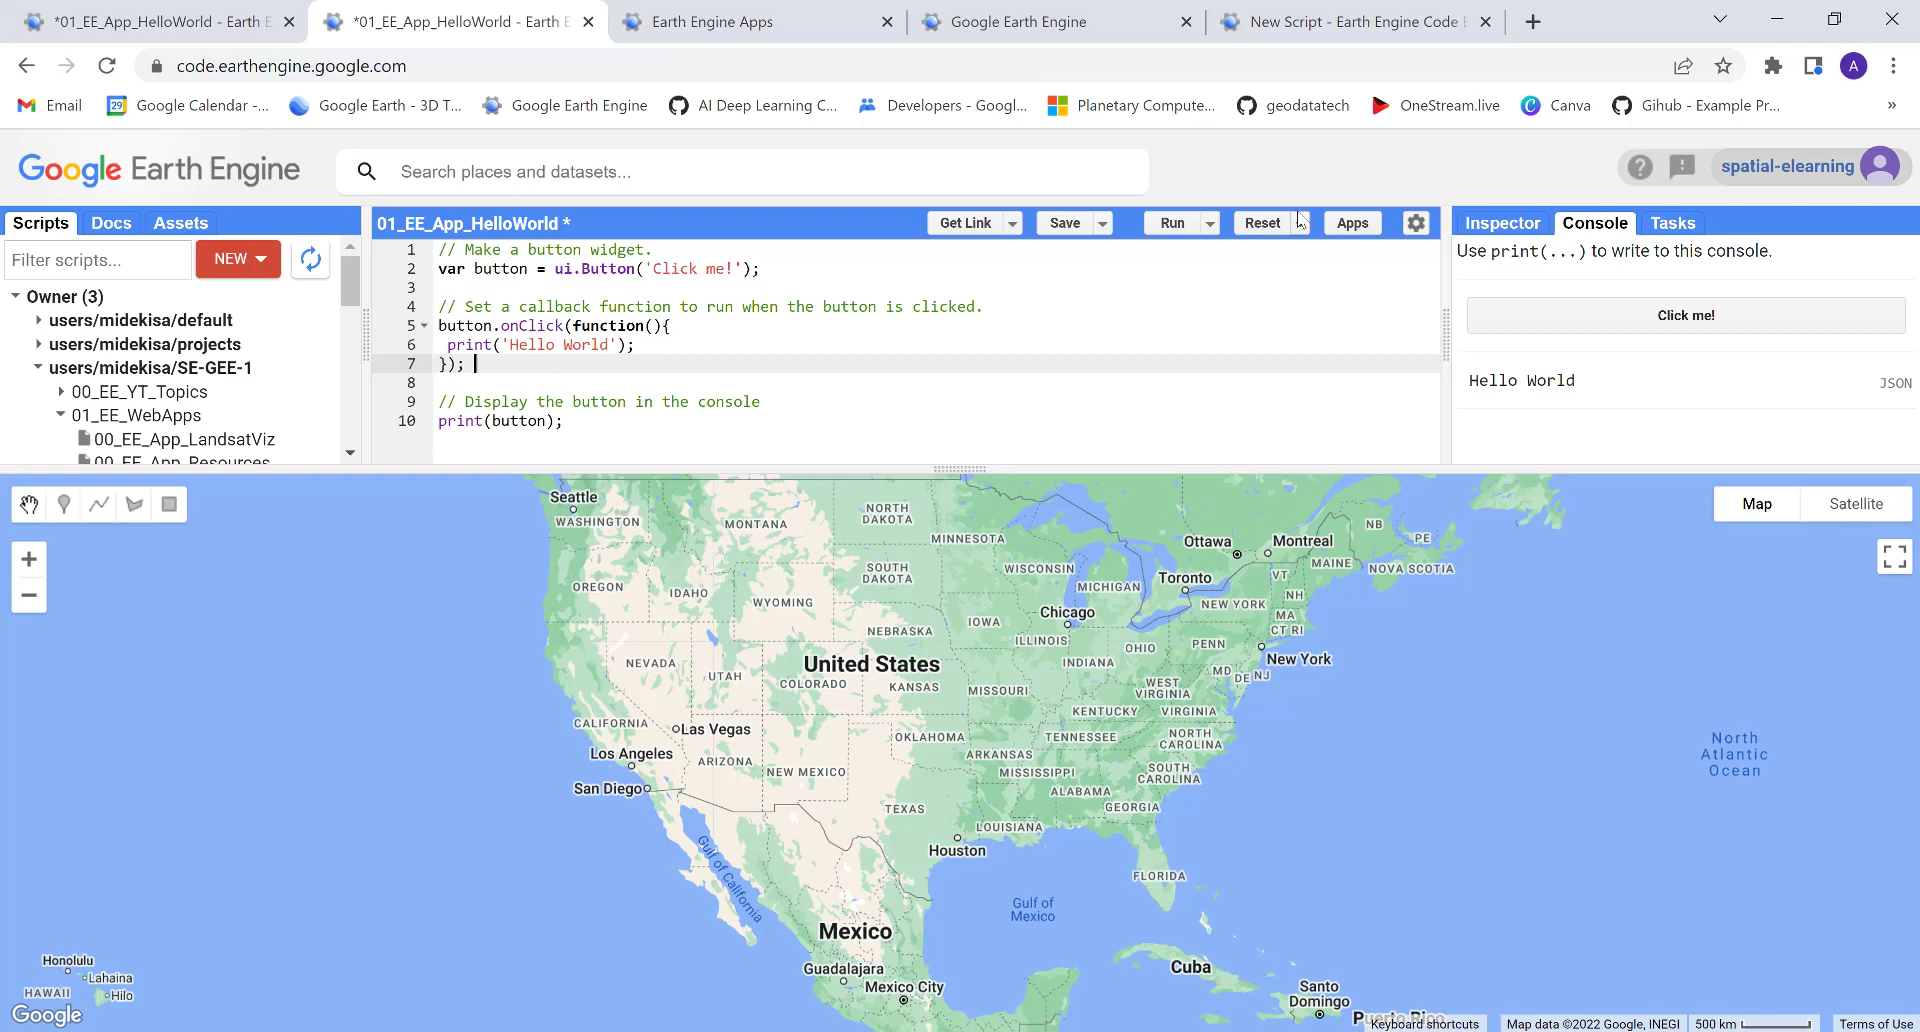 *01_EE_App_HelloWorld - Earth E
*01_EE_App_HelloWorld - Earth E
Earth Engine Apps
Google Earth Engine
New Script - Earth Engine Code E
code.earthengine.google.com
A
Email
29
Google Calendar -...
Google Earth - 3D T...
Google Earth Engine
AI Deep Learning C...
Developers - Googl...
Planetary Compute...
geodatatech
OneStream.live
Canva
Gihub - Example Pr...
»
Google Earth Engine
Search places and datasets...
spatial-elearning
Scripts
Docs
Assets
01_EE_App_HelloWorld *
Get Link
Save
Run
Reset
Apps
Inspector
Console
Tasks
Filter scripts...
NEW
Owner (3)
users/midekisa/default
users/midekisa/projects
users/midekisa/SE-GEE-1
00_EE_YT_Topics
01_EE_WebApps
00_EE_App_LandsatViz
00_EE_App_Resources
1 // Make a button widget.
2 var button = ui.Button('Click me!');
3
4 // Set a callback function to run when the button is clicked.
5 button.onClick(function(){
6 print('Hello World');
7 });
8
9 // Display the button in the console
10 print(button);
Use print(...) to write to this console.
Click me!
Hello World
JSON
Map
Satellite
+
−
Seattle
WASHINGTON
MONTANA
NORTH
DAKOTA
MINNESOTA
Ottawa
Montreal
NB
PE
OREGON
IDAHO
WYOMING
SOUTH
DAKOTA
WISCONSIN
MICHIGAN
Toronto
VT
MAINE
NOVA SCOTIA
NEW YORK
NH
MA
CT RI
NEBRASKA
IOWA
Chicago
ILLINOIS
INDIANA
OHIO
PENN
New York
NEVADA
UTAH
United States
COLORADO
KANSAS
MISSOURI
WEST
VIRGINIA
MD
DE
NJ
KENTUCKY
VIRGINIA
CALIFORNIA
Las Vegas
OKLAHOMA
TENNESSEE
NORTH
CAROLINA
Los Angeles
ARIZONA
NEW MEXICO
ARKANSAS
MISSISSIPPI
SOUTH
CAROLINA
San Diego
ALABAMA
TEXAS
GEORGIA
LOUISIANA
Houston
FLORIDA
Gulf of California
Gulf of
Mexico
North
Atlantic
Ocean
Mexico
Guadalajara
Mexico City
Cuba
Santo
Domingo
Puerto Rico
Honolulu
Lahaina
HAWAII
Hilo
Google
Keyboard shortcuts
Map data ©2022 Google, INEGI
500 km
Terms of Use